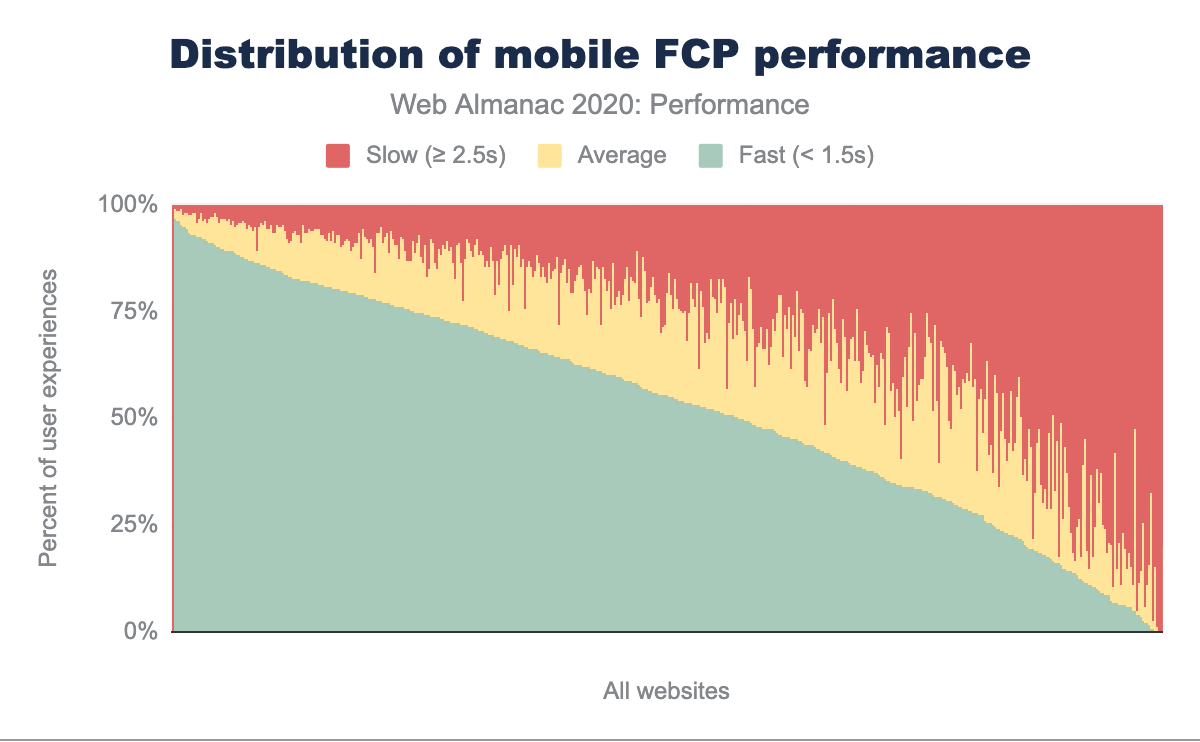 Distribution of mobile FCP performance
Web Almanac 2020: Performance
Slow (≥ 2.5s)
Average
Fast (< 1.5s)
100%
75%
50%
25%
0%
Percent of user experiences
All websites